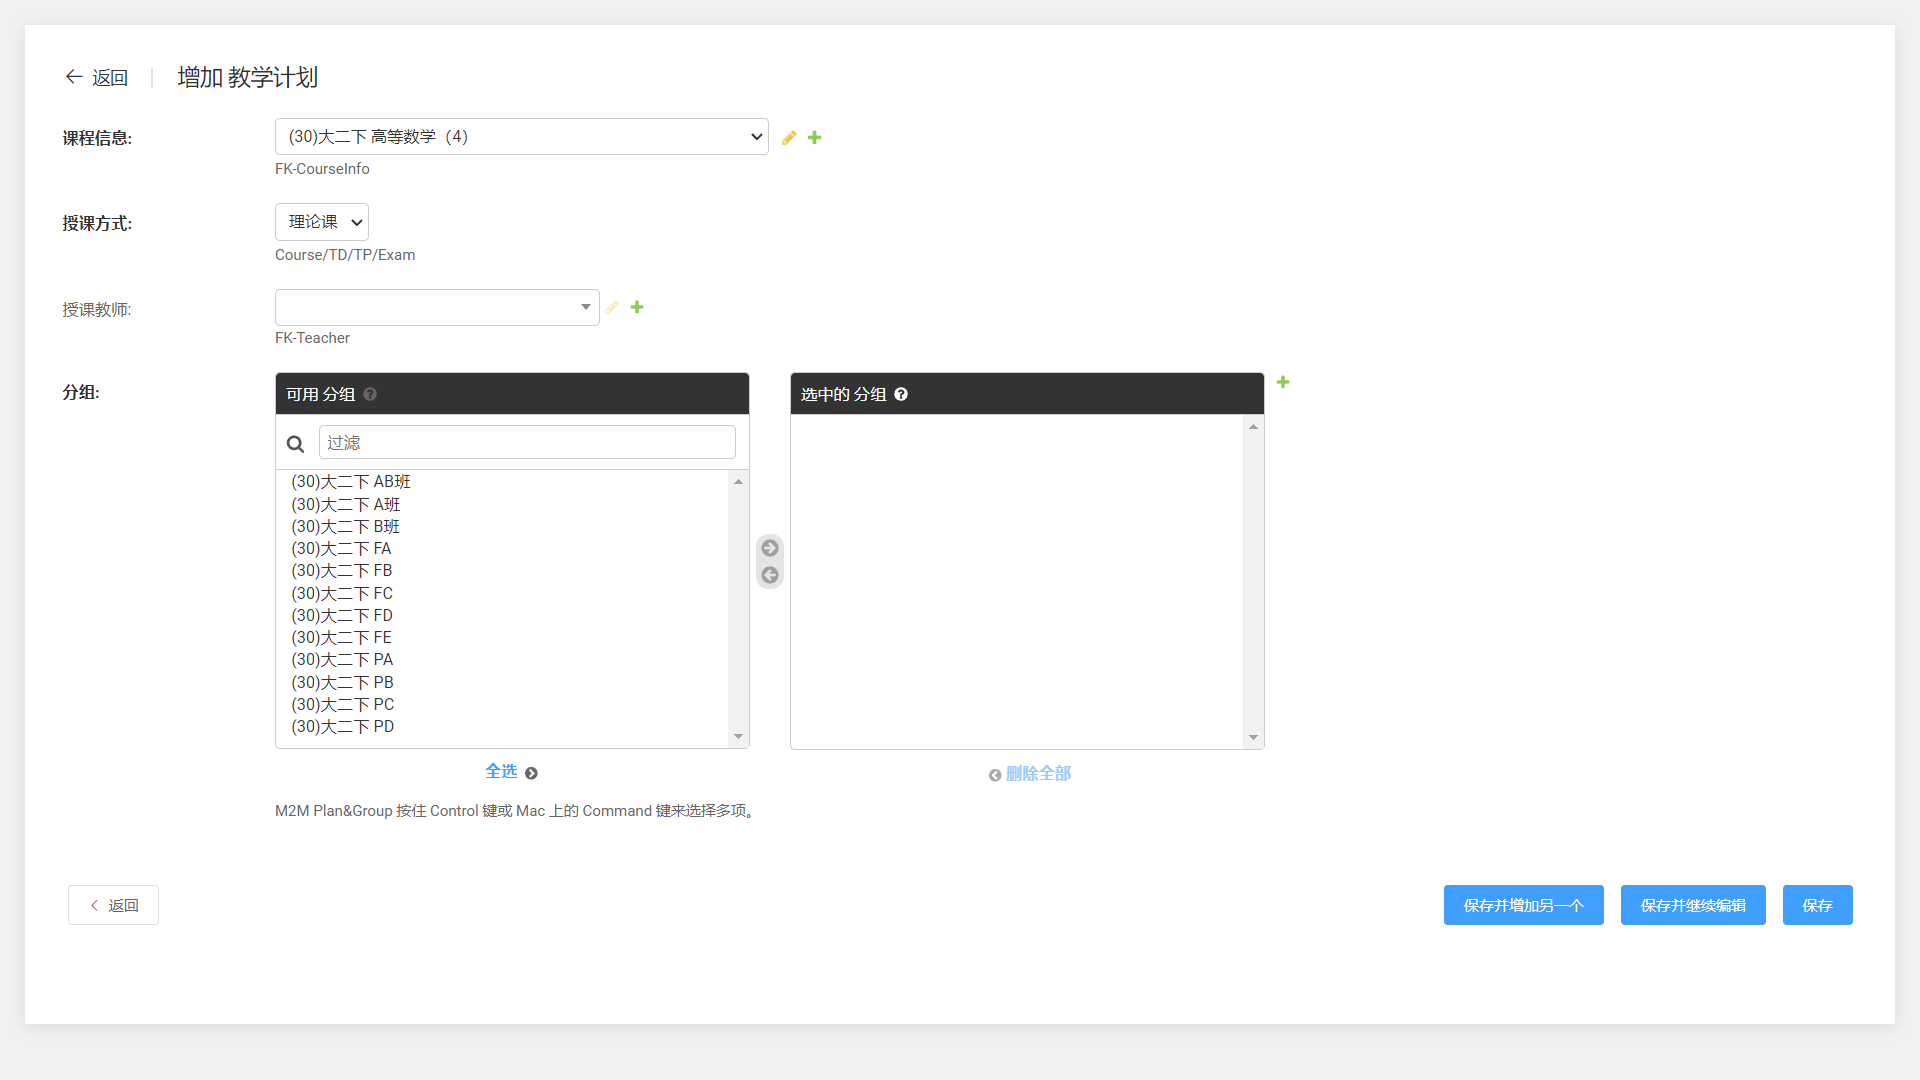 返回
增加 教学计划
课程信息:
(30)大二下 高等数学（4）
FK-CourseInfo
授课方式:
理论课
Course/TD/TP/Exam
授课教师:
FK-Teacher
分组:
可用 分组
选中的 分组
过滤
(30)大二下 AB班
(30)大二下 A班
(30)大二下 B班
(30)大二下 FA
(30)大二下 FB
(30)大二下 FC
(30)大二下 FD
(30)大二下 FE
(30)大二下 PA
(30)大二下 PB
(30)大二下 PC
(30)大二下 PD
全选
删除全部
M2M Plan&Group 按住 Control 键或 Mac 上的 Command 键来选择多项。
返回
保存并增加另一个
保存并继续编辑
保存